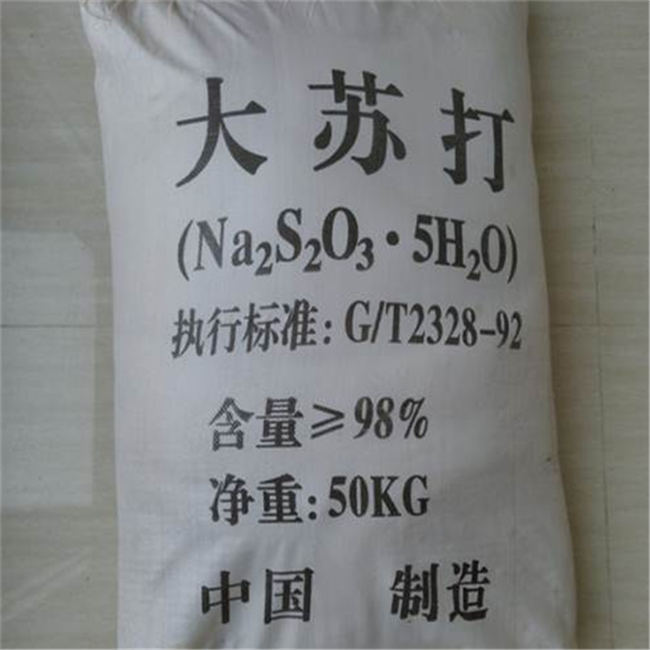 大苏打
(Na₂S₂O₃·5H₂O)
执行标准:G/T2328-92
含量≥98%
净重:50KG
中国 制造